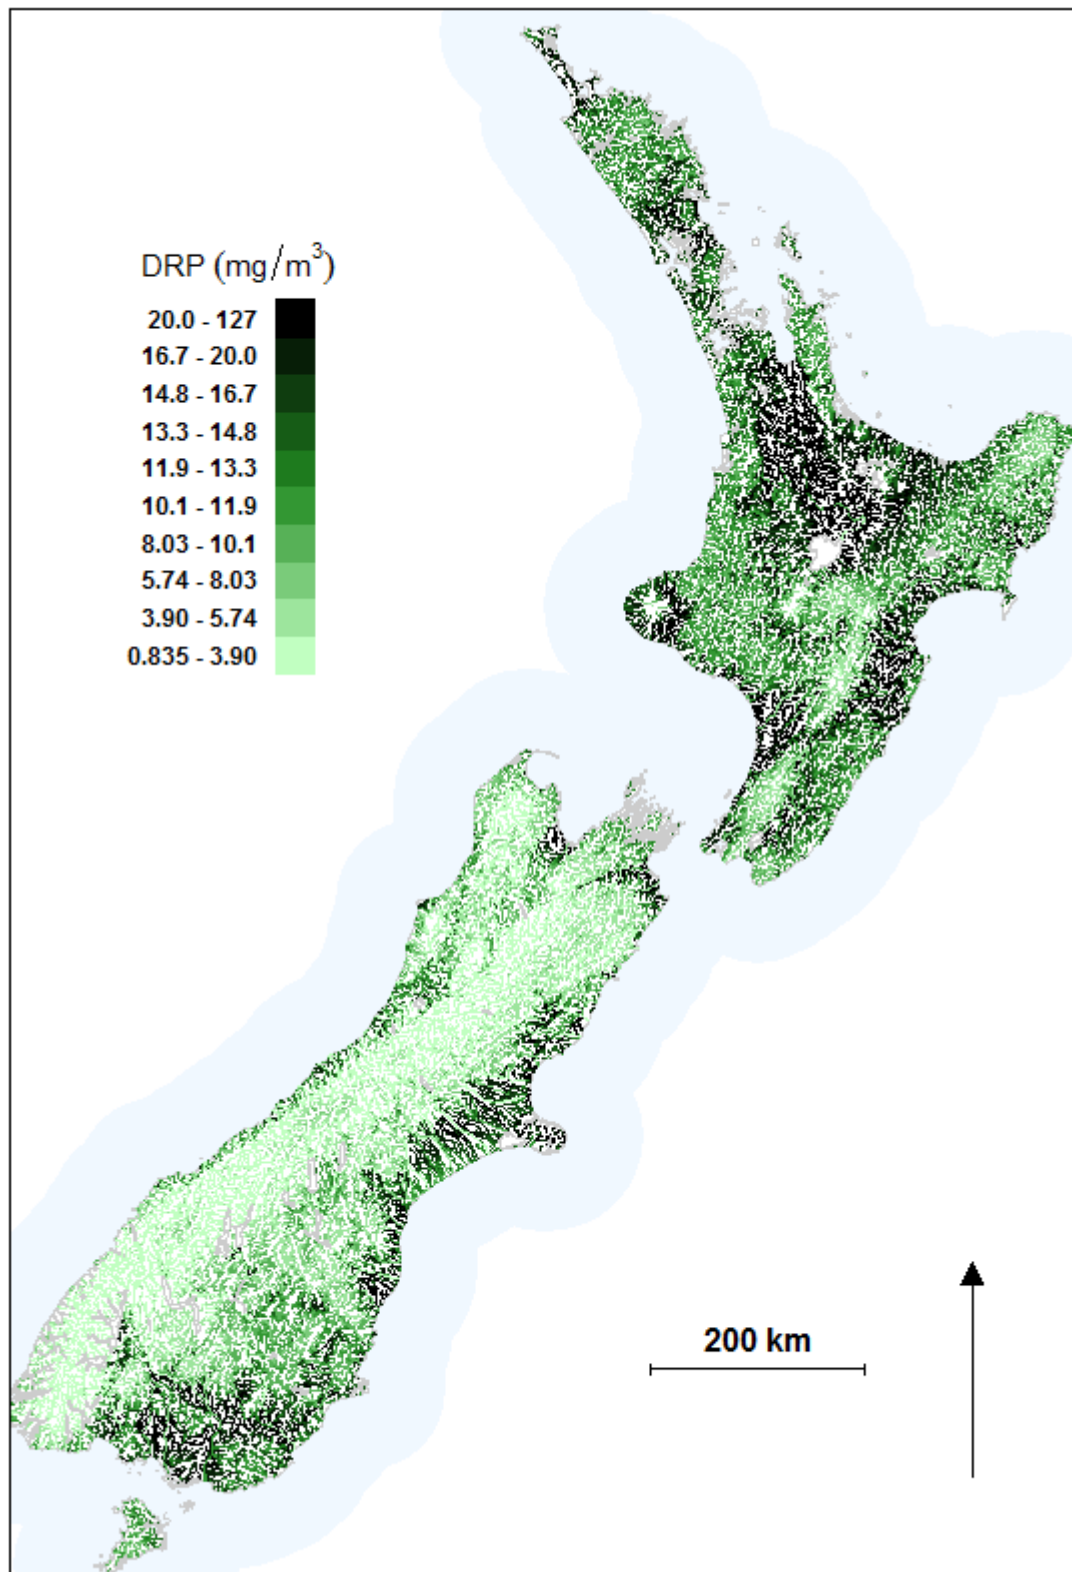 DRP (mg/m³)
20.0 - 127
16.7 - 20.0
14.8 - 16.7
13.3 - 14.8
11.9 - 13.3
10.1 - 11.9
8.03 - 10.1
5.74 - 8.03
3.90 - 5.74
0.835 - 3.90
200 km